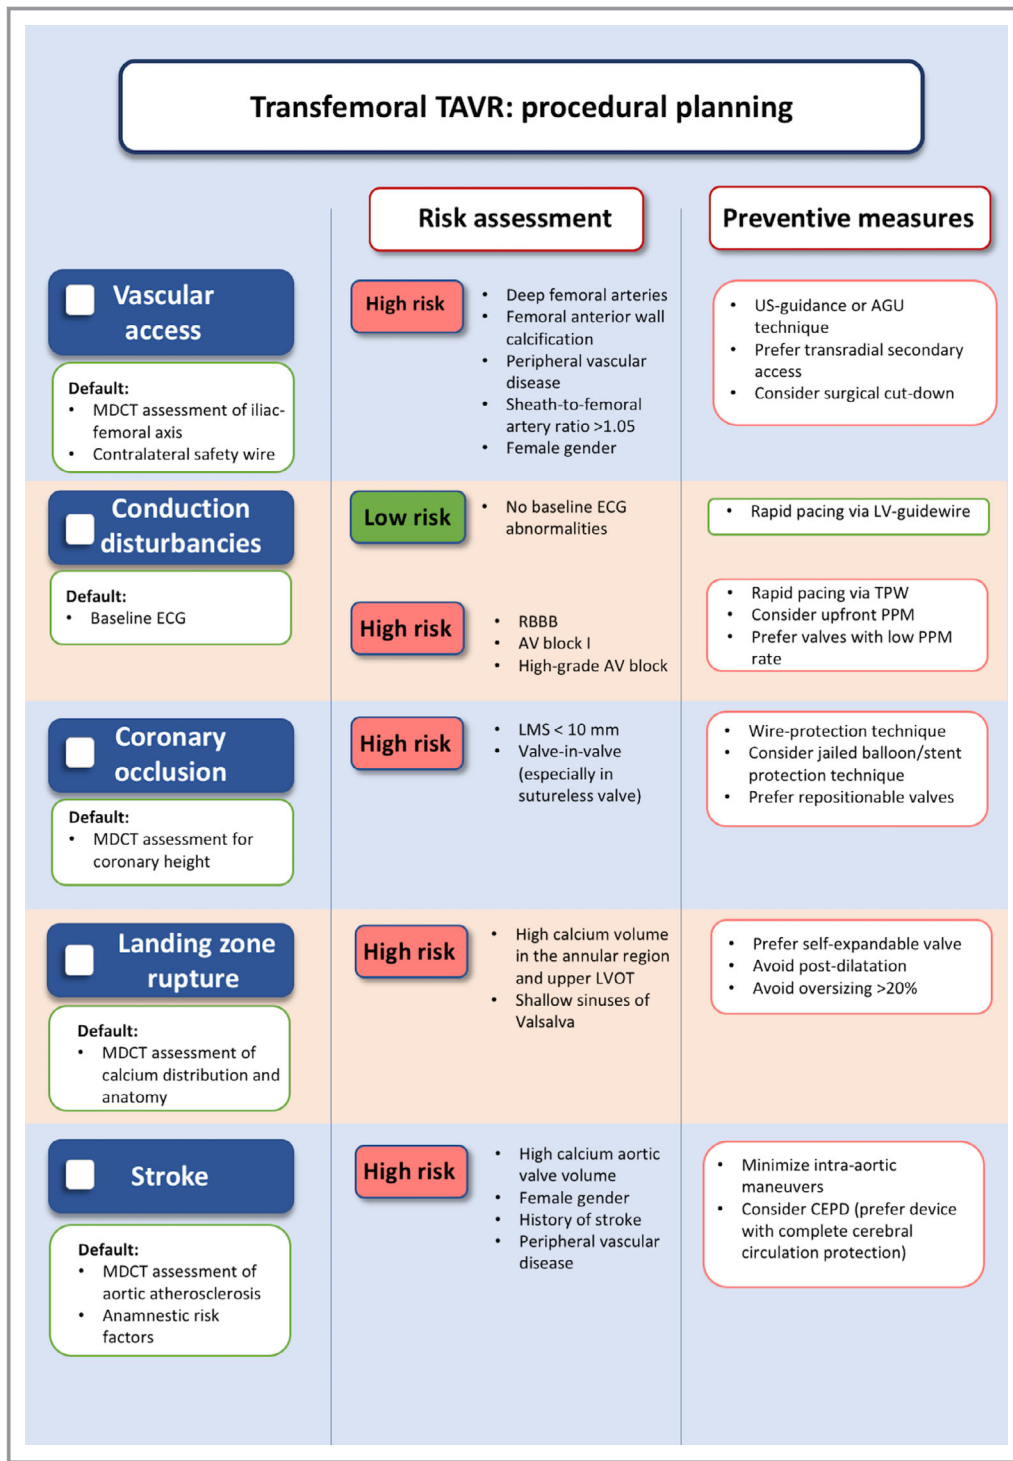 Transfemoral TAVR: procedural planning
Risk assessment
Preventive measures
Vascular
access
Default:
• MDCT assessment of iliac-
femoral axis
• Contralateral safety wire
High risk
• Deep femoral arteries
• Femoral anterior wall
calcification
• Peripheral vascular
disease
• Sheath-to-femoral
artery ratio >1.05
• Female gender
• US-guidance or AGU
technique
• Prefer transradial secondary
access
• Consider surgical cut-down
Conduction
disturbancies
Default:
• Baseline ECG
Low risk
• No baseline ECG
abnormalities
• Rapid pacing via LV-guidewire
High risk
• RBBB
• AV block I
• High-grade AV block
• Rapid pacing via TPW
• Consider upfront PPM
• Prefer valves with low PPM
rate
Coronary
occlusion
Default:
• MDCT assessment for
coronary height
High risk
• LMS < 10 mm
• Valve-in-valve
(especially in
sutureless valve)
• Wire-protection technique
• Consider jailed balloon/stent
protection technique
• Prefer repositionable valves
Landing zone
rupture
Default:
• MDCT assessment of
calcium distribution and
anatomy
High risk
• High calcium volume
in the annular region
and upper LVOT
• Shallow sinuses of
Valsalva
• Prefer self-expandable valve
• Avoid post-dilatation
• Avoid oversizing >20%
Stroke
Default:
• MDCT assessment of
aortic atherosclerosis
• Anamnestic risk
factors
High risk
• High calcium aortic
valve volume
• Female gender
• History of stroke
• Peripheral vascular
disease
• Minimize intra-aortic
maneuvers
• Consider CEPD (prefer device
with complete cerebral
circulation protection)